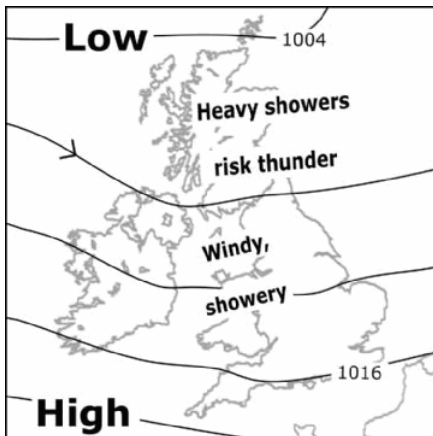 Low
1004
Heavy showers
risk thunder
Windy,
showery
1016
High